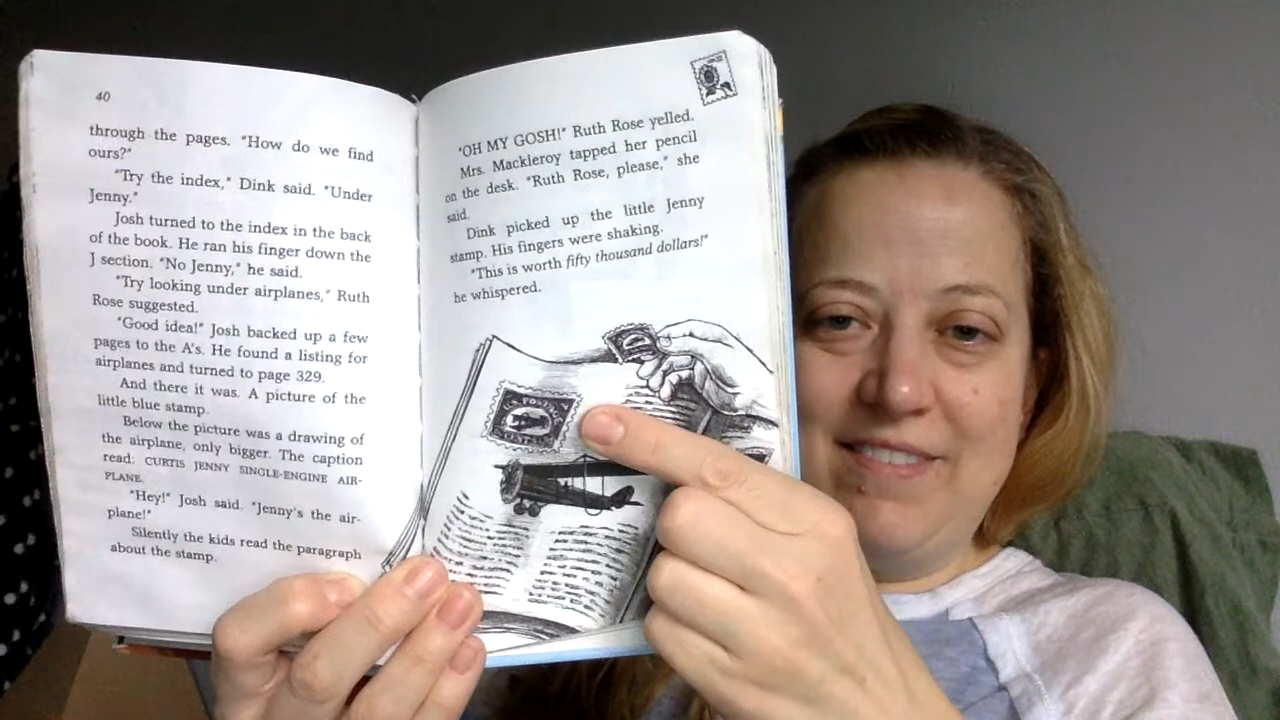 40
through the pages. "How do we find
ours?"
"Try the index," Dink said. "Under
Jenny."
Josh turned to the index in the back
of the book. He ran his finger down the
J section. "No Jenny," he said.
"Try looking under airplanes," Ruth
Rose suggested.
"Good idea!" Josh backed up a few
pages to the A's. He found a listing for
airplanes and turned to page 329.
And there it was. A picture of the
little blue stamp.
Below the picture was a drawing of
the airplane, only bigger. The caption
read: CURTIS JENNY SINGLE-ENGINE AIR-
PLANE.
"Hey!" Josh said. "Jenny's the air-
plane!"
Silently the kids read the paragraph
about the stamp.
"OH MY GOSH!" Ruth Rose yelled.
Mrs. Mackleroy tapped her pencil
on the desk. "Ruth Rose, please," she
said.
Dink picked up the little Jenny
stamp. His fingers were shaking.
"This is worth fifty thousand dollars!"
he whispered.